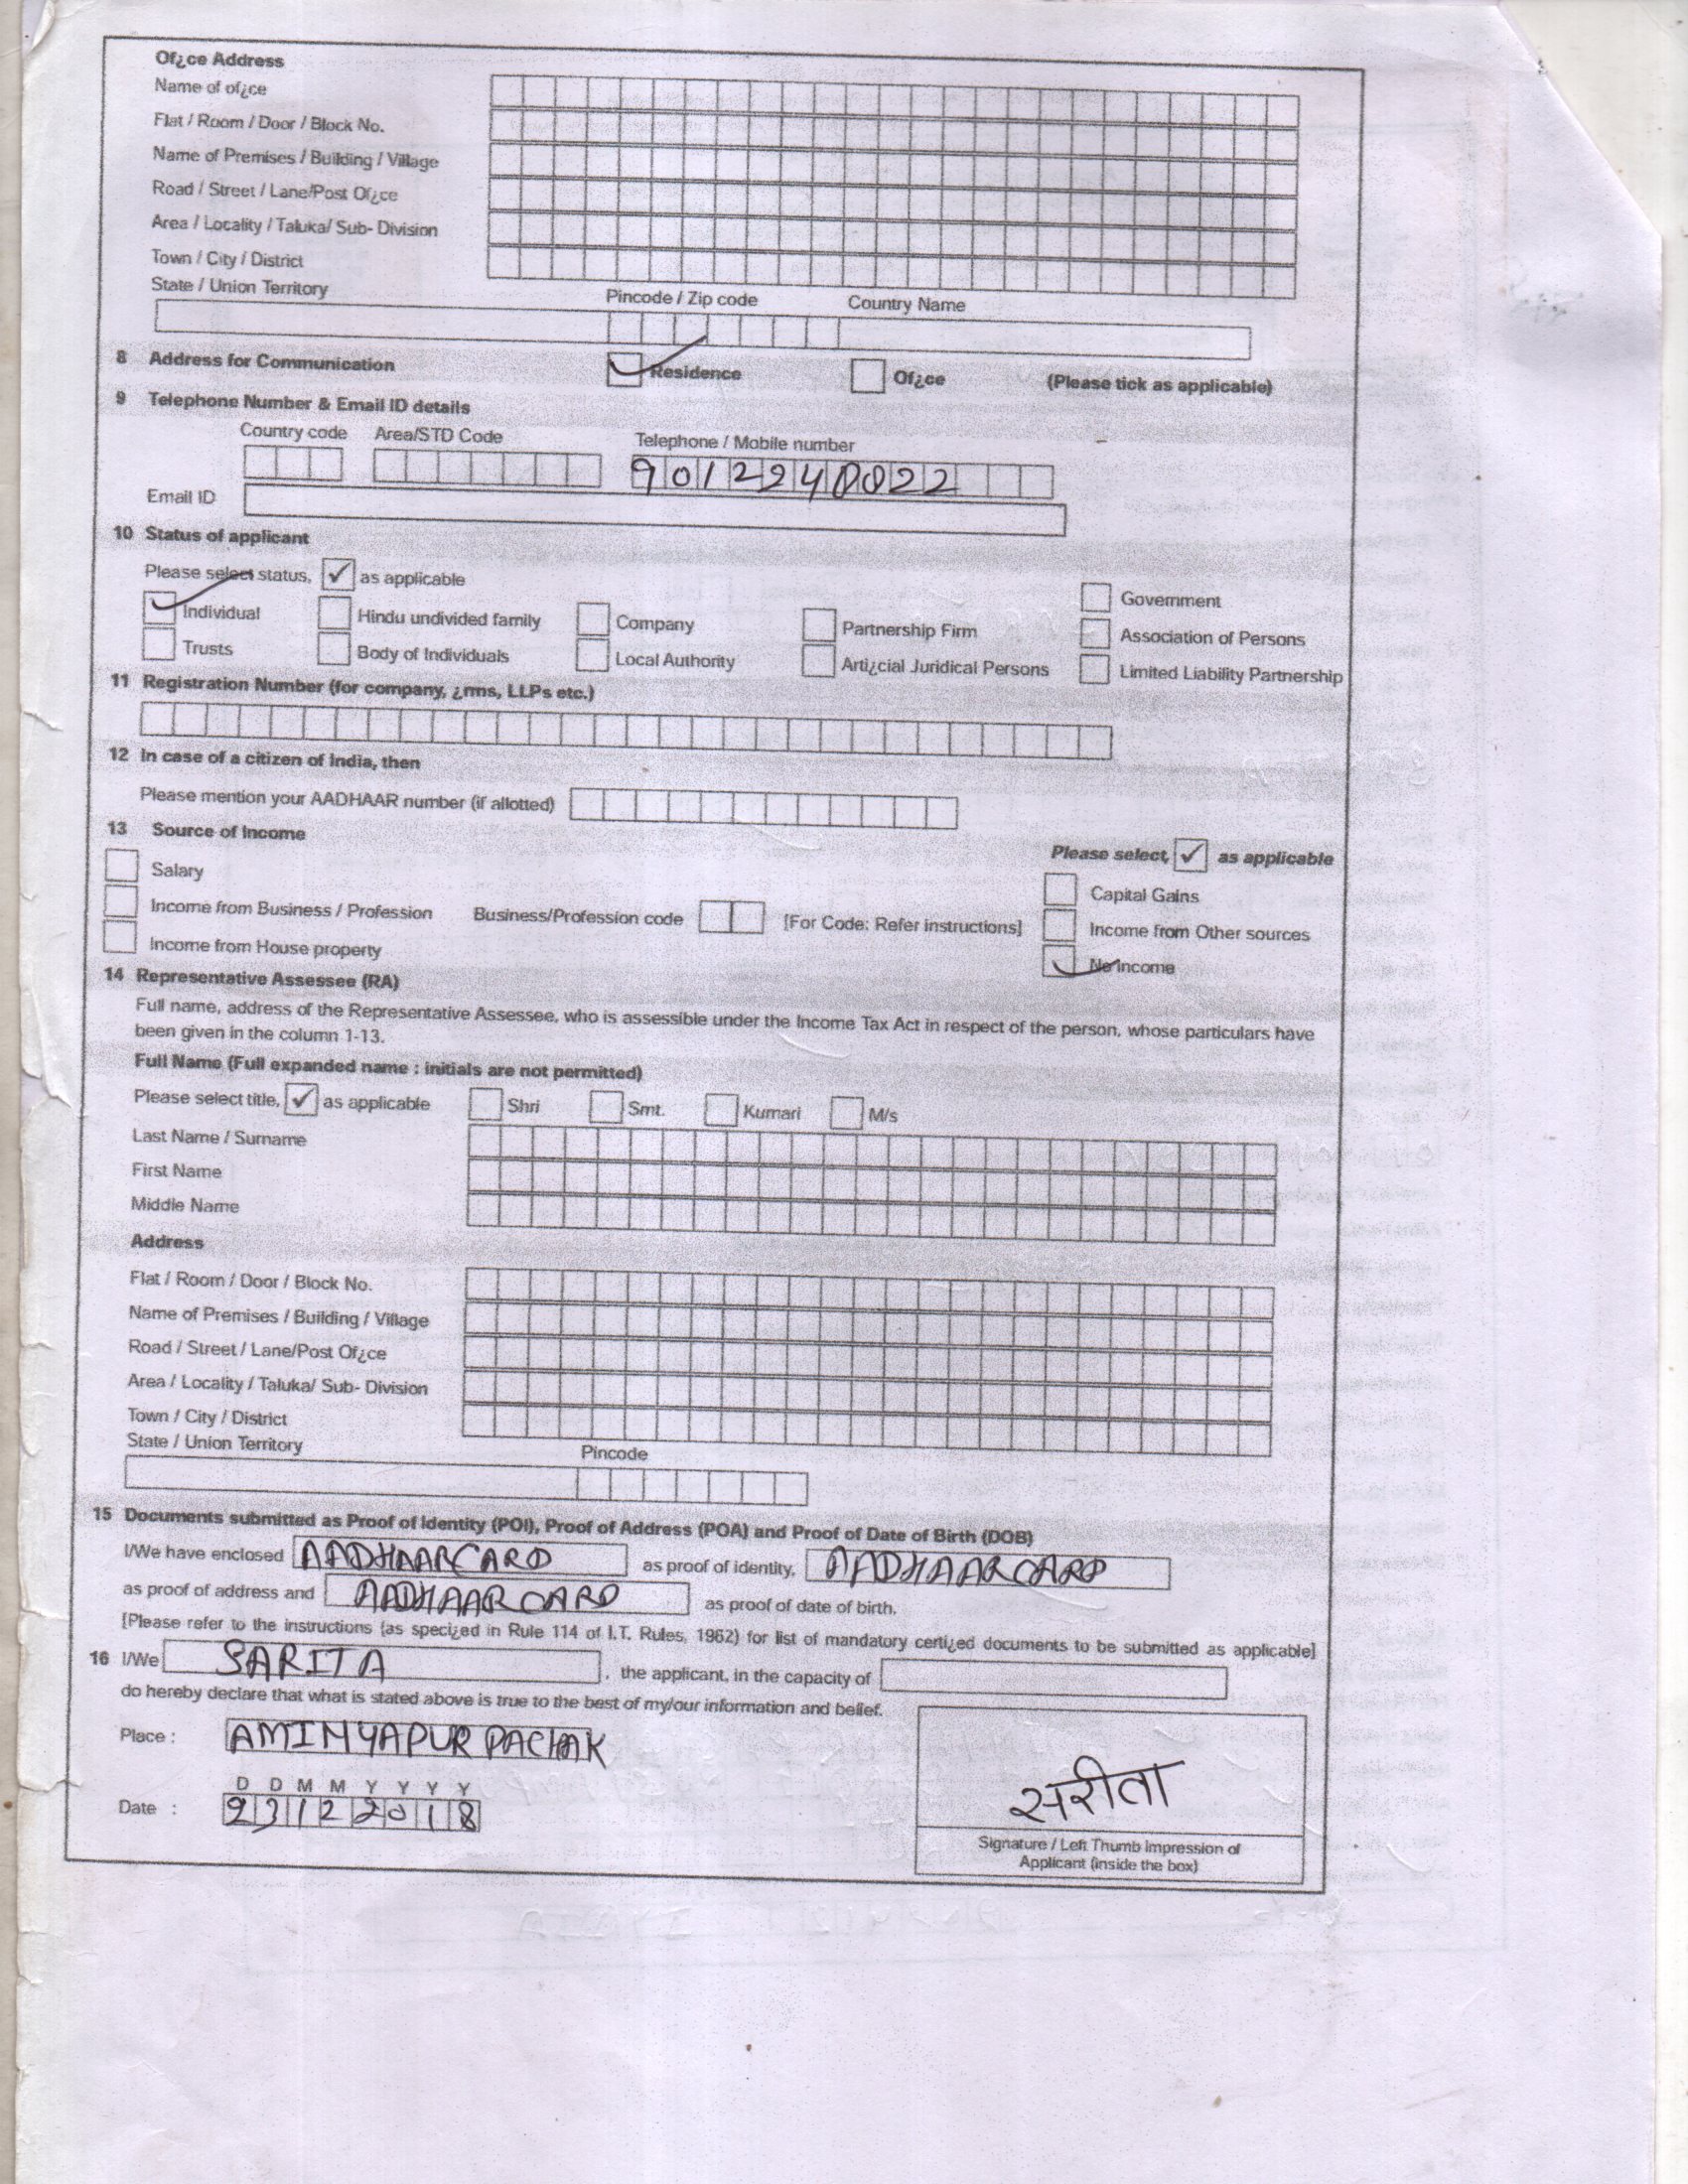 Of¿ce Address
Name of of¿ce
Flat / Room / Door / Block No.
Name of Premises / Building / Village
Road / Street / Lane/Post Of¿ce
Area / Locality / Taluka/ Sub- Division
Town / City / District
State / Union Territory Pincode / Zip code Country Name
8 Address for Communication Residence Of¿ce (Please tick as applicable)
9 Telephone Number & Email ID details
Country code Area/STD Code Telephone / Mobile number
9012240022
Email ID
10 Status of applicant
Please select status, ✓ as applicable
Individual Hindu undivided family Company Partnership Firm Government
Trusts Body of Individuals Local Authority Arti¿cial Juridical Persons Association of Persons
Limited Liability Partnership
11 Registration Number (for company, ¿rms, LLPs etc.)
12 In case of a citizen of India, then
Please mention your AADHAAR number (if allotted)
13 Source of Income Please select, ✓ as applicable
Salary Capital Gains
Income from Business / Profession Business/Profession code [For Code: Refer instructions] Income from Other sources
Income from House property No Income
14 Representative Assessee (RA)
Full name, address of the Representative Assessee, who is assessible under the Income Tax Act in respect of the person, whose particulars have
been given in the column 1-13.
Full Name (Full expanded name : initials are not permitted)
Please select title, ✓ as applicable Shri Smt. Kumari M/s
Last Name / Surname
First Name
Middle Name
Address
Flat / Room / Door / Block No.
Name of Premises / Building / Village
Road / Street / Lane/Post Of¿ce
Area / Locality / Taluka/ Sub- Division
Town / City / District
State / Union Territory Pincode
15 Documents submitted as Proof of Identity (POI), Proof of Address (POA) and Proof of Date of Birth (DOB)
I/We have enclosed AADHAARCARD as proof of identity, AADHAARCARD
as proof of address and AADHAARCARD as proof of date of birth.
[Please refer to the instructions (as speci¿ed in Rule 114 of I.T. Rules, 1962) for list of mandatory certi¿ed documents to be submitted as applicable]
16 I/We SARITA , the applicant, in the capacity of
do hereby declare that what is stated above is true to the best of my/our information and belief.
Place : PACHAK
D D M M Y Y Y Y
Date : 23122018
सरीता
Signature / Left Thumb Impression of
Applicant (inside the box)